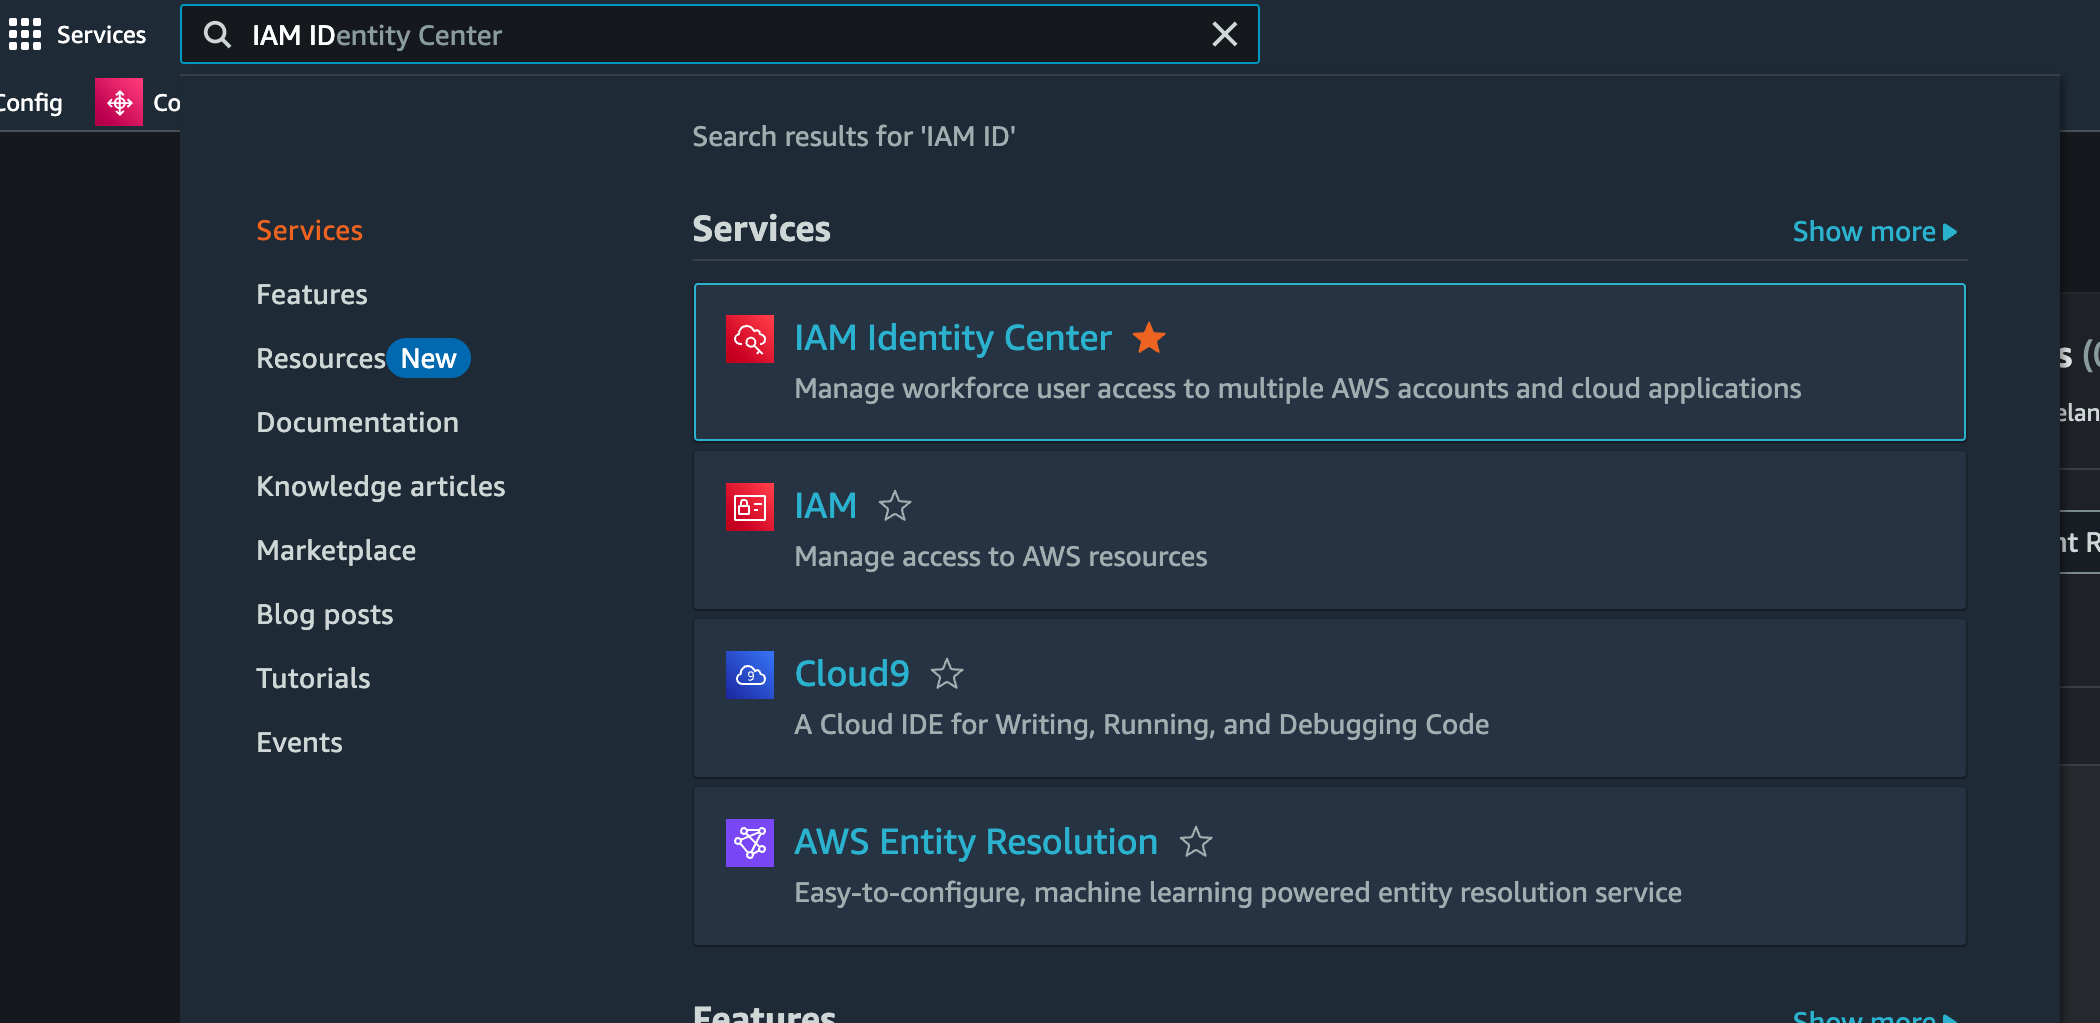 Services
IAM IDentity Center
Config
Co
Search results for 'IAM ID'
Services
Features
Resources New
Documentation
Knowledge articles
Marketplace
Blog posts
Tutorials
Events
Services
Show more
IAM Identity Center
Manage workforce user access to multiple AWS accounts and cloud applications
IAM
Manage access to AWS resources
Cloud9
A Cloud IDE for Writing, Running, and Debugging Code
AWS Entity Resolution
Easy-to-configure, machine learning powered entity resolution service
Features
Show more